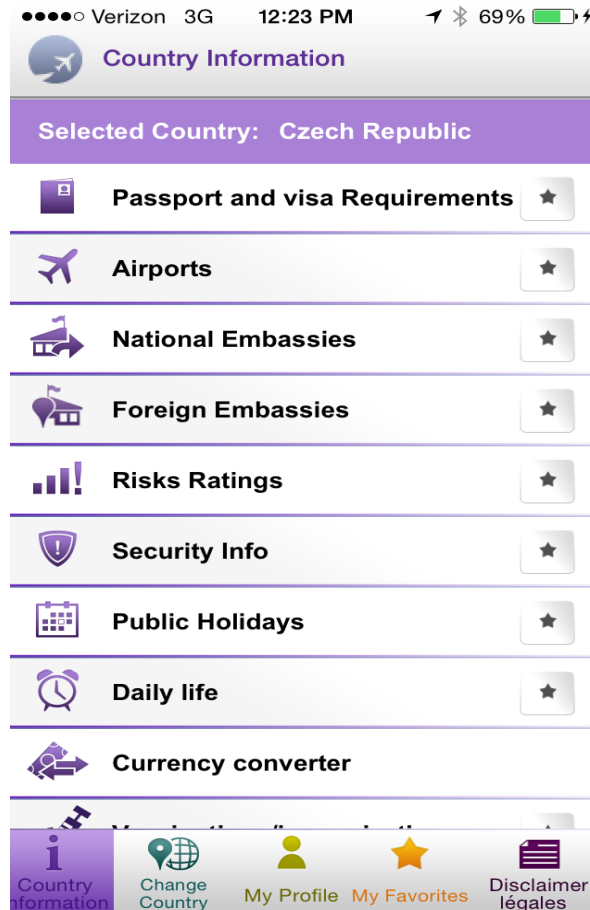 Verizon 3G 12:23 PM 69%
Country Information
Selected Country: Czech Republic
Passport and visa Requirements
Airports
National Embassies
Foreign Embassies
Risks Ratings
Security Info
Public Holidays
Daily life
Currency converter
Country
nformation
Change
Country
My Profile
My Favorites
Disclaimer
légales